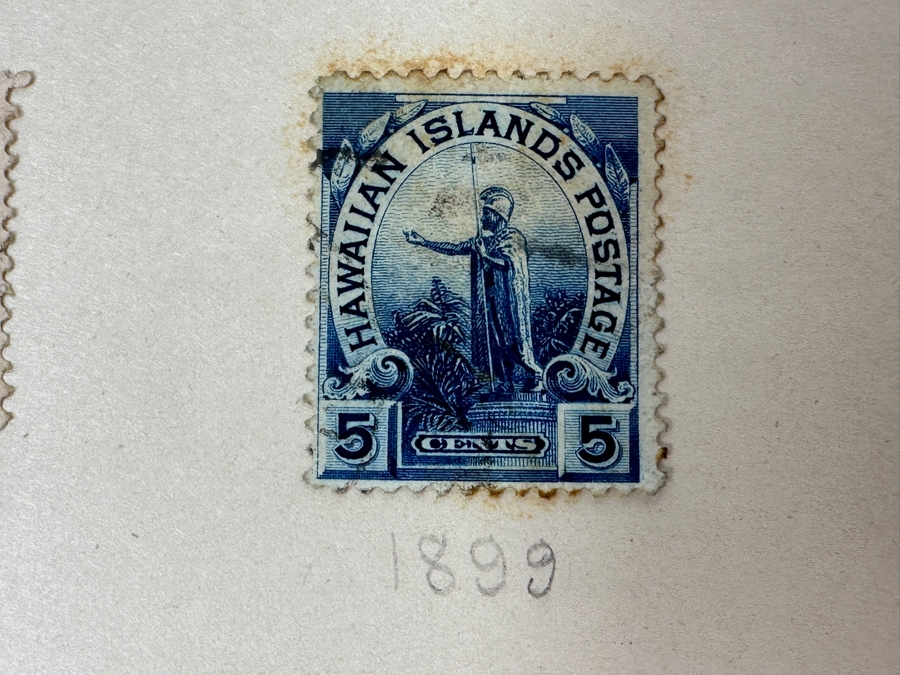 HAWAIIAN ISLANDS POSTAGE
5 CENTS 5
1899